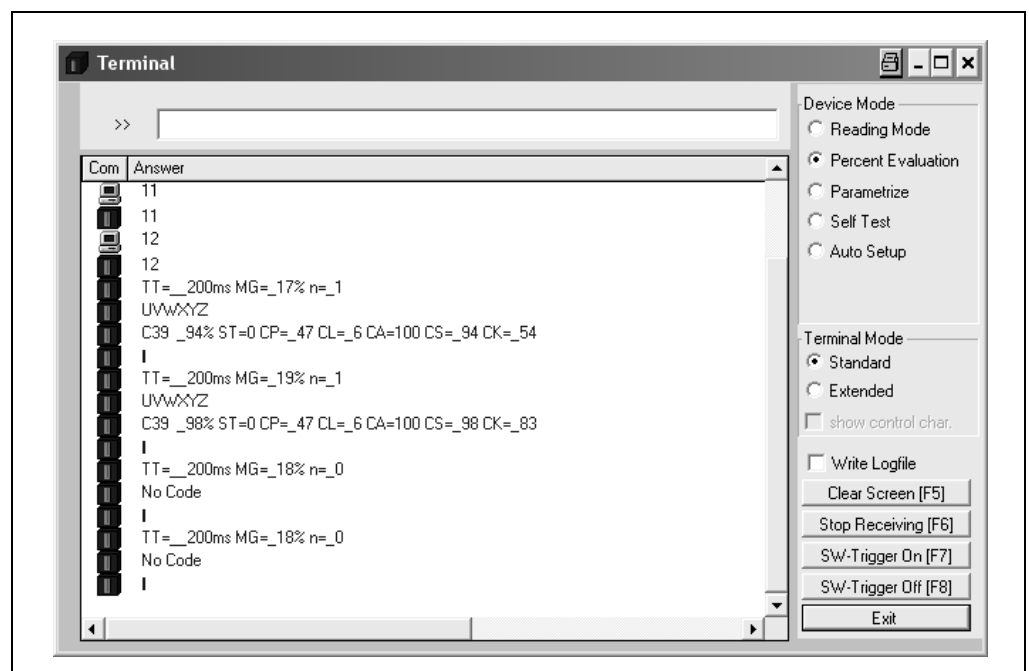 Terminal
>>
Com Answer
11
11
12
12
TT=__200ms MG=_17% n=_1
UVWXYZ
C39 _94% ST=0 CP=_47 CL=_6 CA=100 CS=_94 CK=_54
TT=__200ms MG=_19% n=_1
UVWXYZ
C39 _98% ST=0 CP=_47 CL=_6 CA=100 CS=_98 CK=_83
TT=__200ms MG=_18% n=_0
No Code
TT=__200ms MG=_18% n=_0
No Code
Device Mode
Reading Mode
Percent Evaluation
Parametrize
Self Test
Auto Setup
Terminal Mode
Standard
Extended
show control char.
Write Logfile
Clear Screen [F5]
Stop Receiving [F6]
SW-Trigger On [F7]
SW-Trigger Off [F8]
Exit